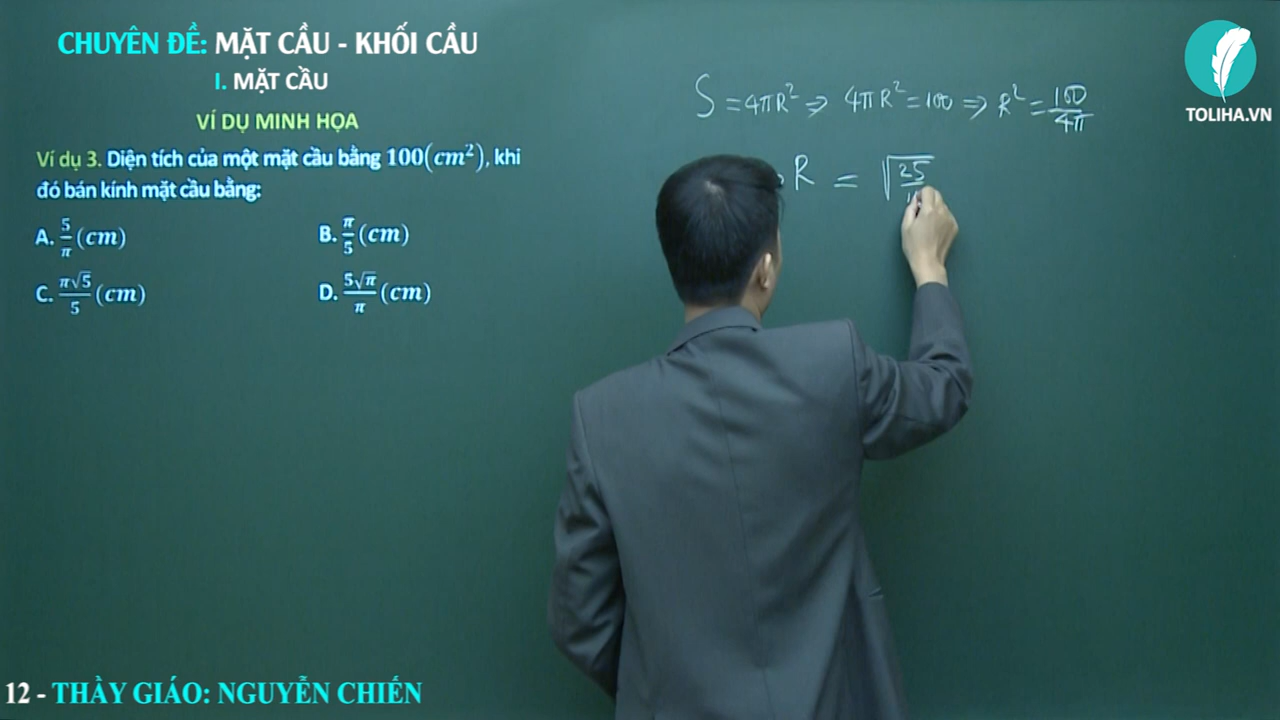 CHUYÊN ĐỀ: MẶT CẦU - KHỐI CẦU
I. MẶT CẦU
VÍ DỤ MINH HỌA
Ví dụ 3. Diện tích của một mặt cầu bằng 100(cm²), khi
đó bán kính mặt cầu bằng:
A. 5/π (cm)
B. π/5 (cm)
C. π√5/5 (cm)
D. 5√π/π (cm)
S = 4πR² => 4πR² = 100 => R² = 100/4π
R = √25
TOLIHA.VN
12 - THẦY GIÁO: NGUYỄN CHIẾN